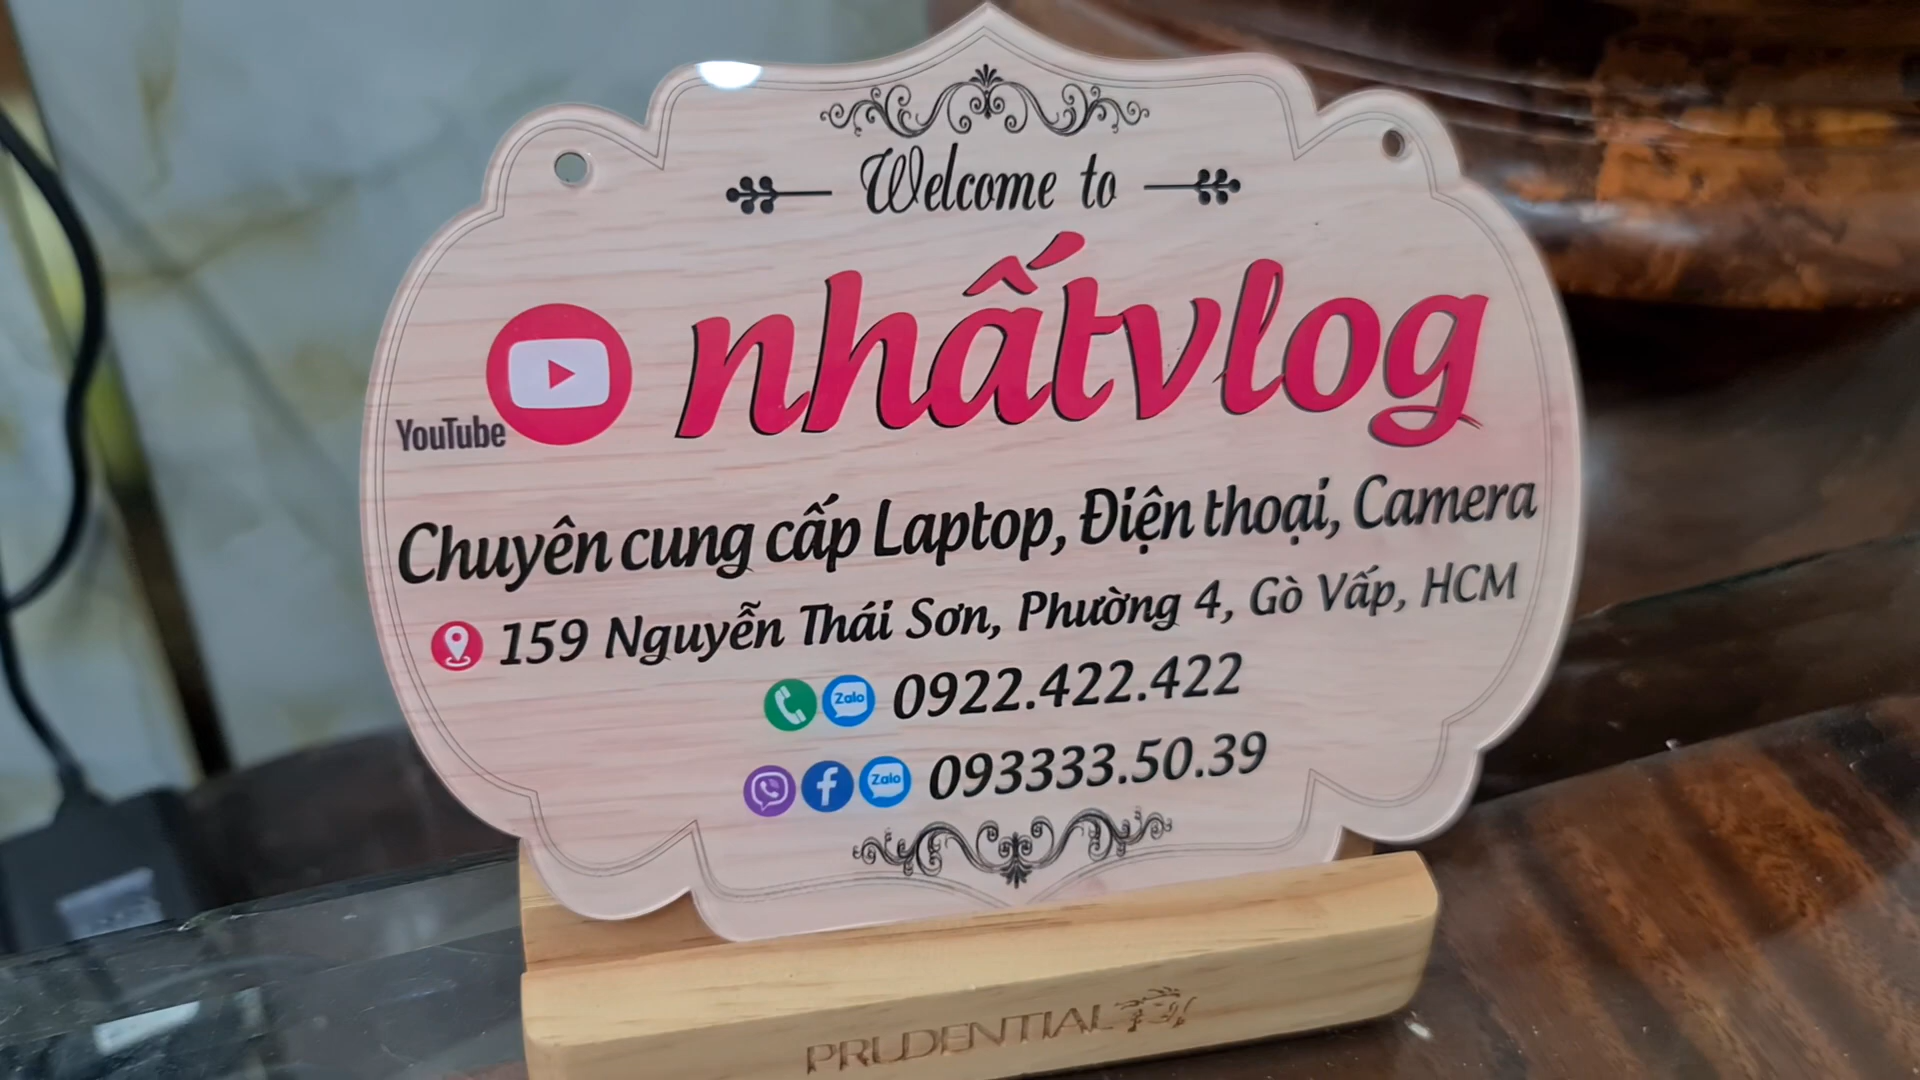 Welcome to
nhấtvlog
YouTube
Chuyên cung cấp Laptop, Điện thoại, Camera
159 Nguyễn Thái Sơn, Phường 4, Gò Vấp, HCM
Zalo 0922.422.422
Zalo 093333.50.39
PRUDENTIAL